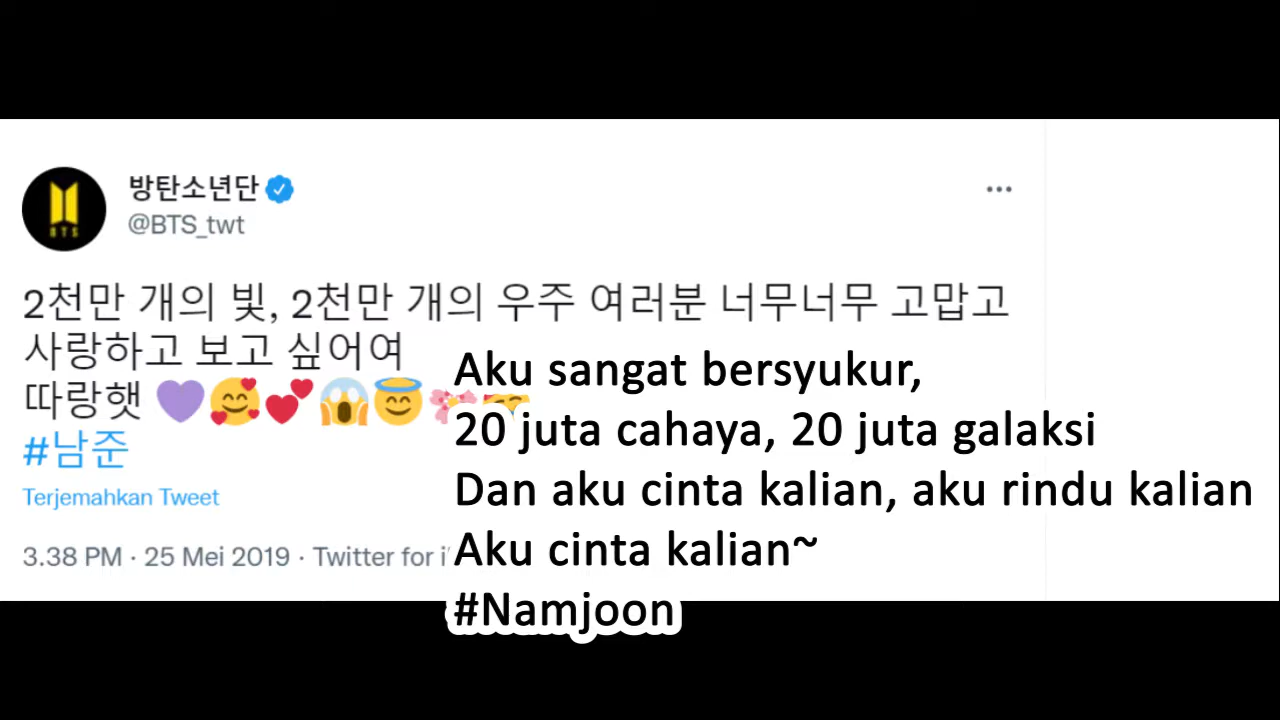 BTS
방탄소년단
@BTS_twt
2천만 개의 빛, 2천만 개의 우주 여러분 너무너무 고맙고
사랑하고 보고 싶어여
따랑햇 💜🥰💕😱😇
#남준
Terjemahkan Tweet
3.38 PM · 25 Mei 2019 · Twitter for
Aku sangat bersyukur,
20 juta cahaya, 20 juta galaksi
Dan aku cinta kalian, aku rindu kalian
Aku cinta kalian~
#Namjoon